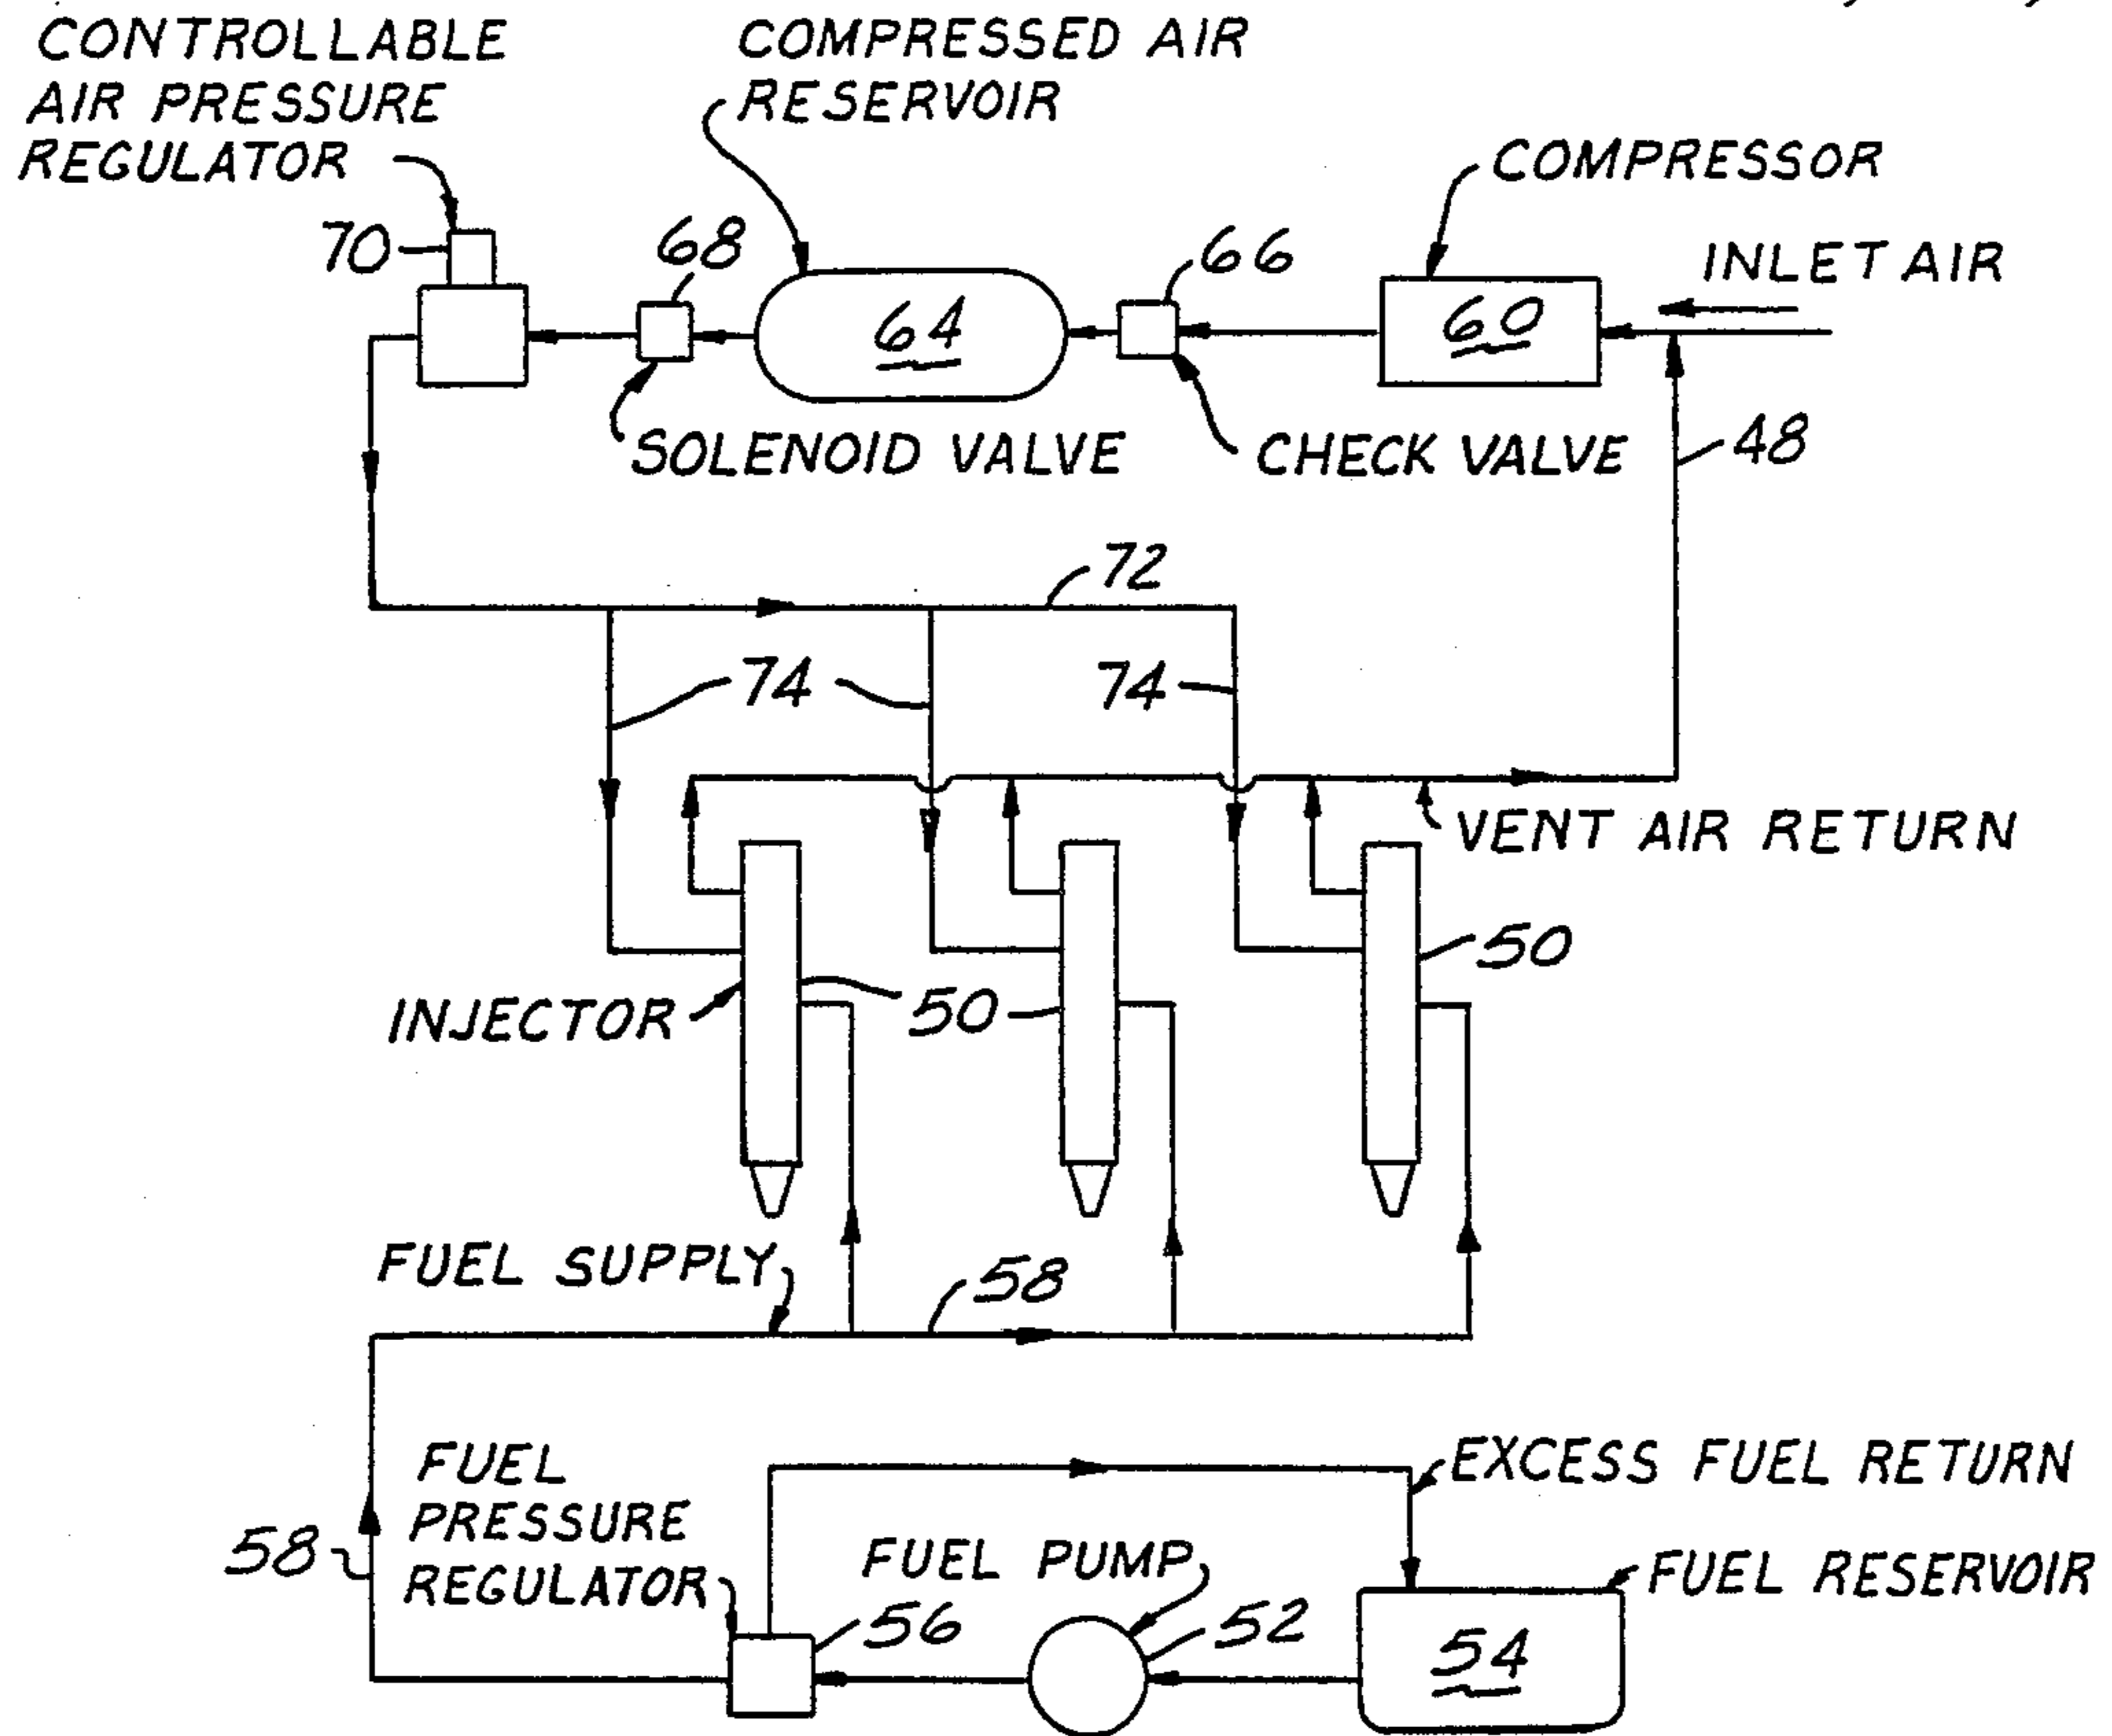 CONTROLLABLE
AIR PRESSURE
REGULATOR
COMPRESSED AIR
RESERVOIR
COMPRESSOR
INLET AIR
70
68
66
64
60
SOLENOID VALVE
CHECK VALVE
48
72
74
74
VENT AIR RETURN
50
INJECTOR
50
FUEL SUPPLY
58
FUEL
PRESSURE
REGULATOR
58
EXCESS FUEL RETURN
FUEL PUMP
FUEL RESERVOIR
56
52
54